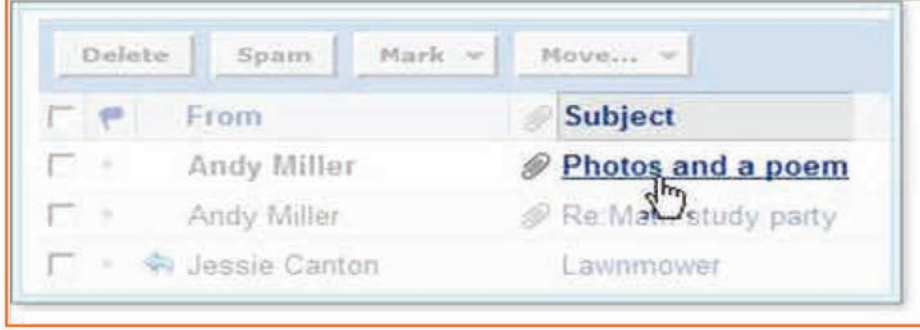 Delete Spam Mark Move...
From Subject
Andy Miller Photos and a poem
Andy Miller Re:Math study party
Jessie Canton Lawnmower